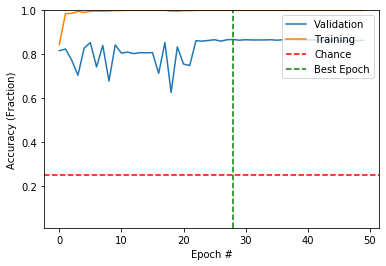 1.0
0.8
0.6
0.4
0.2
Accuracy (Fraction)
Validation
Training
Chance
Best Epoch
0 10 20 30 40 50
Epoch #